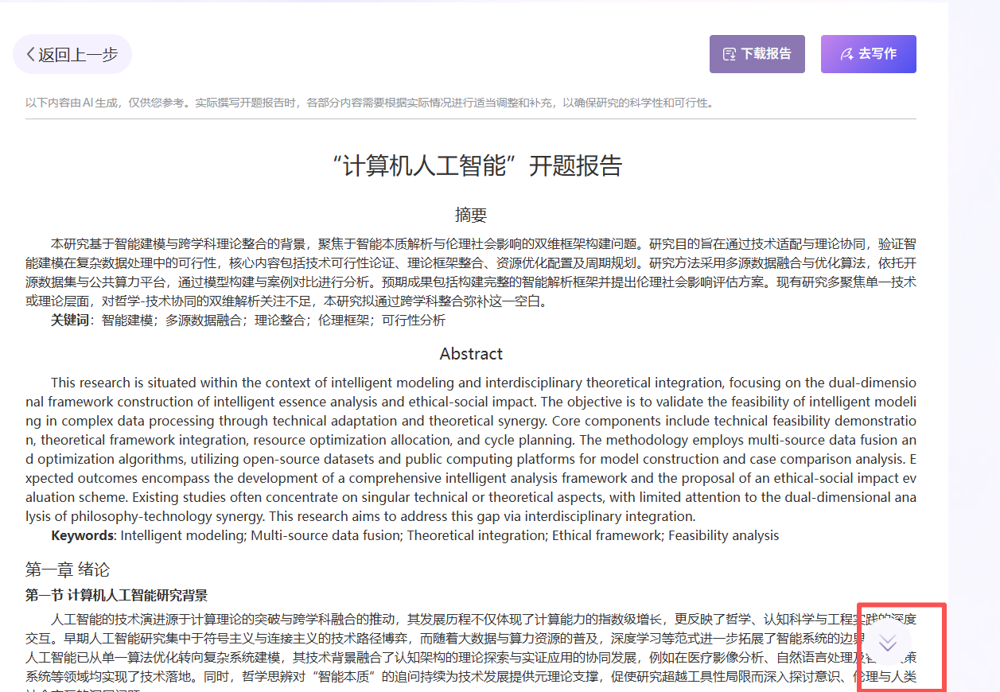 返回上一步
下载报告
去写作
以下内容由AI生成，仅供您参考。实际撰写开题报告时，各部分内容需要根据实际情况进行适当调整和补充，以确保研究的科学性和可行性。
“计算机人工智能”开题报告
摘要
本研究基于智能建模与跨学科理论整合的背景，聚焦于智能本质解析与伦理社会影响的双维框架构建问题。研究目的旨在通过技术适配与理论协同，验证智
能建模在复杂数据处理中的可行性，核心内容包括技术可行性论证、理论框架整合、资源优化配置及周期规划。研究方法采用多源数据融合与优化算法，依托开
源数据集与公共算力平台，通过模型构建与案例对比进行分析。预期成果包括构建完整的智能解析框架并提出伦理社会影响评估方案。现有研究多聚焦单一技术
或理论层面，对哲学-技术协同的双维解析关注不足，本研究拟通过跨学科整合弥补这一空白。
关键词：智能建模；多源数据融合；理论整合；伦理框架；可行性分析
Abstract
This research is situated within the context of intelligent modeling and interdisciplinary theoretical integration, focusing on the dual-dimensio
nal framework construction of intelligent essence analysis and ethical-social impact. The objective is to validate the feasibility of intelligent modeli
ng in complex data processing through technical adaptation and theoretical synergy. Core components include technical feasibility demonstratio
n, theoretical framework integration, resource optimization allocation, and cycle planning. The methodology employs multi-source data fusion an
d optimization algorithms, utilizing open-source datasets and public computing platforms for model construction and case comparison analysis. E
xpected outcomes encompass the development of a comprehensive intelligent analysis framework and the proposal of an ethical-social impact ev
aluation scheme. Existing studies often concentrate on singular technical or theoretical aspects, with limited attention to the dual-dimensional ana
lysis of philosophy-technology synergy. This research aims to address this gap via interdisciplinary integration.
Keywords: Intelligent modeling; Multi-source data fusion; Theoretical integration; Ethical framework; Feasibility analysis
第一章 绪论
第一节 计算机人工智能研究背景
人工智能的技术演进源于计算理论的突破与跨学科融合的推动，其发展历程不仅体现了计算能力的指数级增长，更反映了哲学、认知科学与工程实践的深度
交互。早期人工智能研究集中于符号主义与连接主义的技术路径博弈，而随着大数据与算力资源的普及，深度学习等范式进一步拓展了智能系统的边界
人工智能已从单一算法优化转向复杂系统建模，其技术背景融合了认知架构的理论探索与实证应用的协同发展，例如在医疗影像分析、自然语言处理及 策
系统等领域均实现了技术落地。同时，哲学思辨对“智能本质”的追问持续为技术发展提供元理论支撑，促使研究超越工具性局限而深入探讨意识、伦理与人类